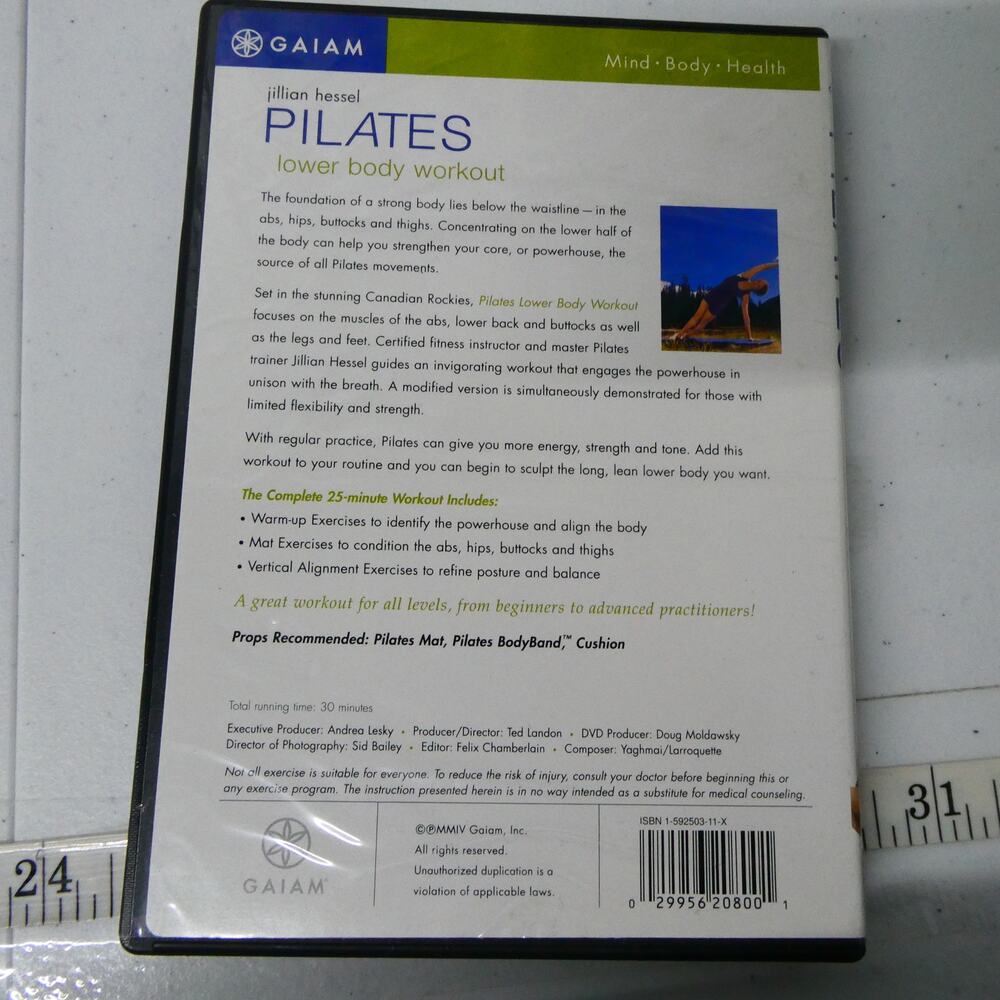 GAIAM
Mind · Body · Health
jillian hessel
PILATES
lower body workout
The foundation of a strong body lies below the waistline — in the
abs, hips, buttocks and thighs. Concentrating on the lower half of
the body can help you strengthen your core, or powerhouse, the
source of all Pilates movements.
Set in the stunning Canadian Rockies, Pilates Lower Body Workout
focuses on the muscles of the abs, lower back and buttocks as well
as the legs and feet. Certified fitness instructor and master Pilates
trainer Jillian Hessel guides an invigorating workout that engages the powerhouse in
unison with the breath. A modified version is simultaneously demonstrated for those with
limited flexibility and strength.
With regular practice, Pilates can give you more energy, strength and tone. Add this
workout to your routine and you can begin to sculpt the long, lean lower body you want.
The Complete 25-minute Workout Includes:
• Warm-up Exercises to identify the powerhouse and align the body
• Mat Exercises to condition the abs, hips, buttocks and thighs
• Vertical Alignment Exercises to refine posture and balance
A great workout for all levels, from beginners to advanced practitioners!
Props Recommended: Pilates Mat, Pilates BodyBand,™ Cushion
Total running time: 30 minutes
Executive Producer: Andrea Lesky • Producer/Director: Ted Landon • DVD Producer: Doug Moldawsky
Director of Photography: Sid Bailey • Editor: Felix Chamberlain • Composer: Yaghmai/Larroquette
Not all exercise is suitable for everyone. To reduce the risk of injury, consult your doctor before beginning this or
any exercise program. The instruction presented herein is in no way intended as a substitute for medical counseling.
GAIAM
©℗MMIV Gaiam, Inc.
All rights reserved.
Unauthorized duplication is a
violation of applicable laws.
ISBN 1-592503-11-X
0 29956 20800 1
24
31